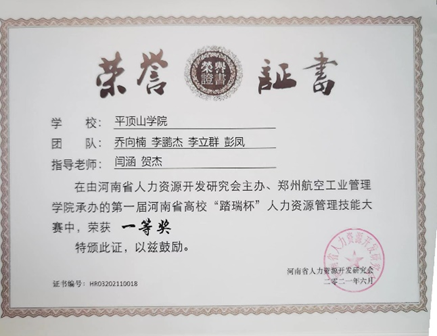 荣誉证书
榮譽證書
学 校：平顶山学院
团 队：乔向楠 李鹏杰 李立群 彭凤
指导老师：闫涵 贺杰
在由河南省人力资源开发研究会主办、郑州航空工业管理
学院承办的第一届河南省高校“踏瑞杯”人力资源管理技能大
赛中，荣获 一等奖
特颁此证，以兹鼓励。
河南省人力资源开发研究会
二〇二一年六月
证书编号：HR03202110018